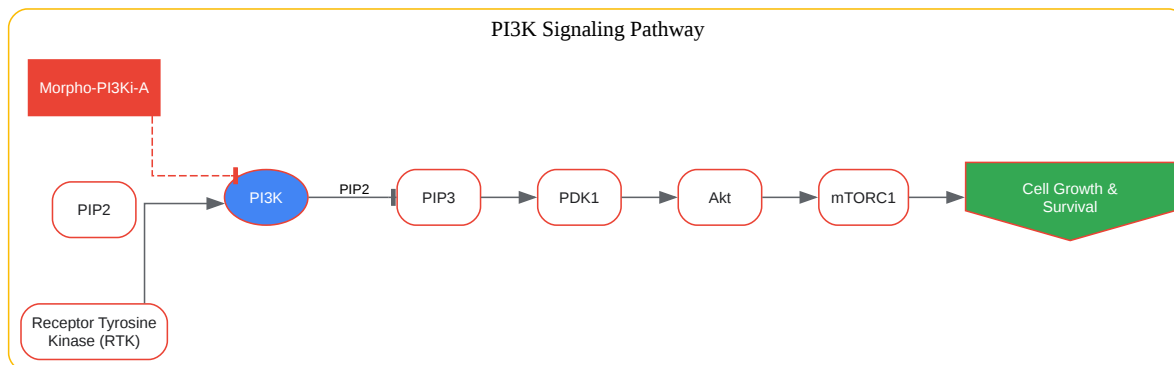 PI3K Signaling Pathway
Morpho-PI3Ki-A
PIP2
Receptor Tyrosine
Kinase (RTK)
PI3K
PIP2
PIP3
PDK1
Akt
mTORC1
Cell Growth &
Survival